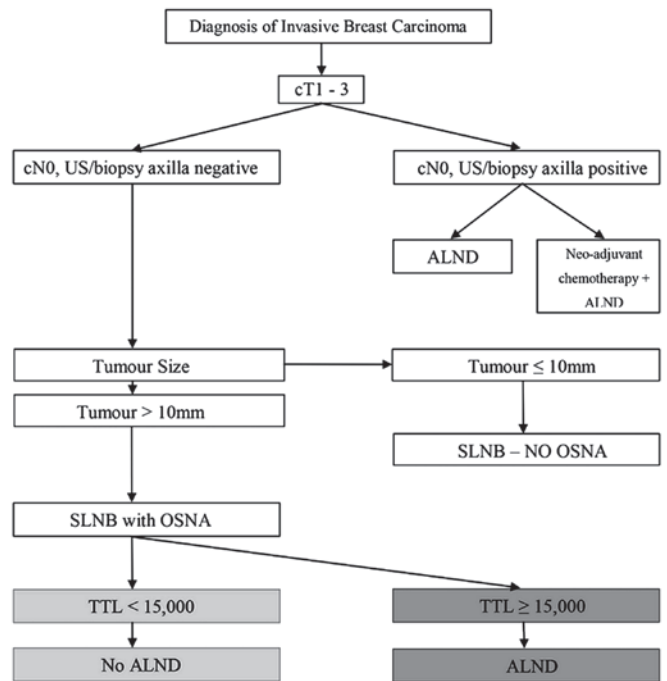 Diagnosis of Invasive Breast Carcinoma
cT1 - 3
cN0, US/biopsy axilla negative
cN0, US/biopsy axilla positive
ALND
Neo-adjuvant
chemotherapy +
ALND
Tumour Size
Tumour ≤ 10mm
Tumour > 10mm
SLNB – NO OSNA
SLNB with OSNA
TTL < 15,000
TTL ≥ 15,000
No ALND
ALND